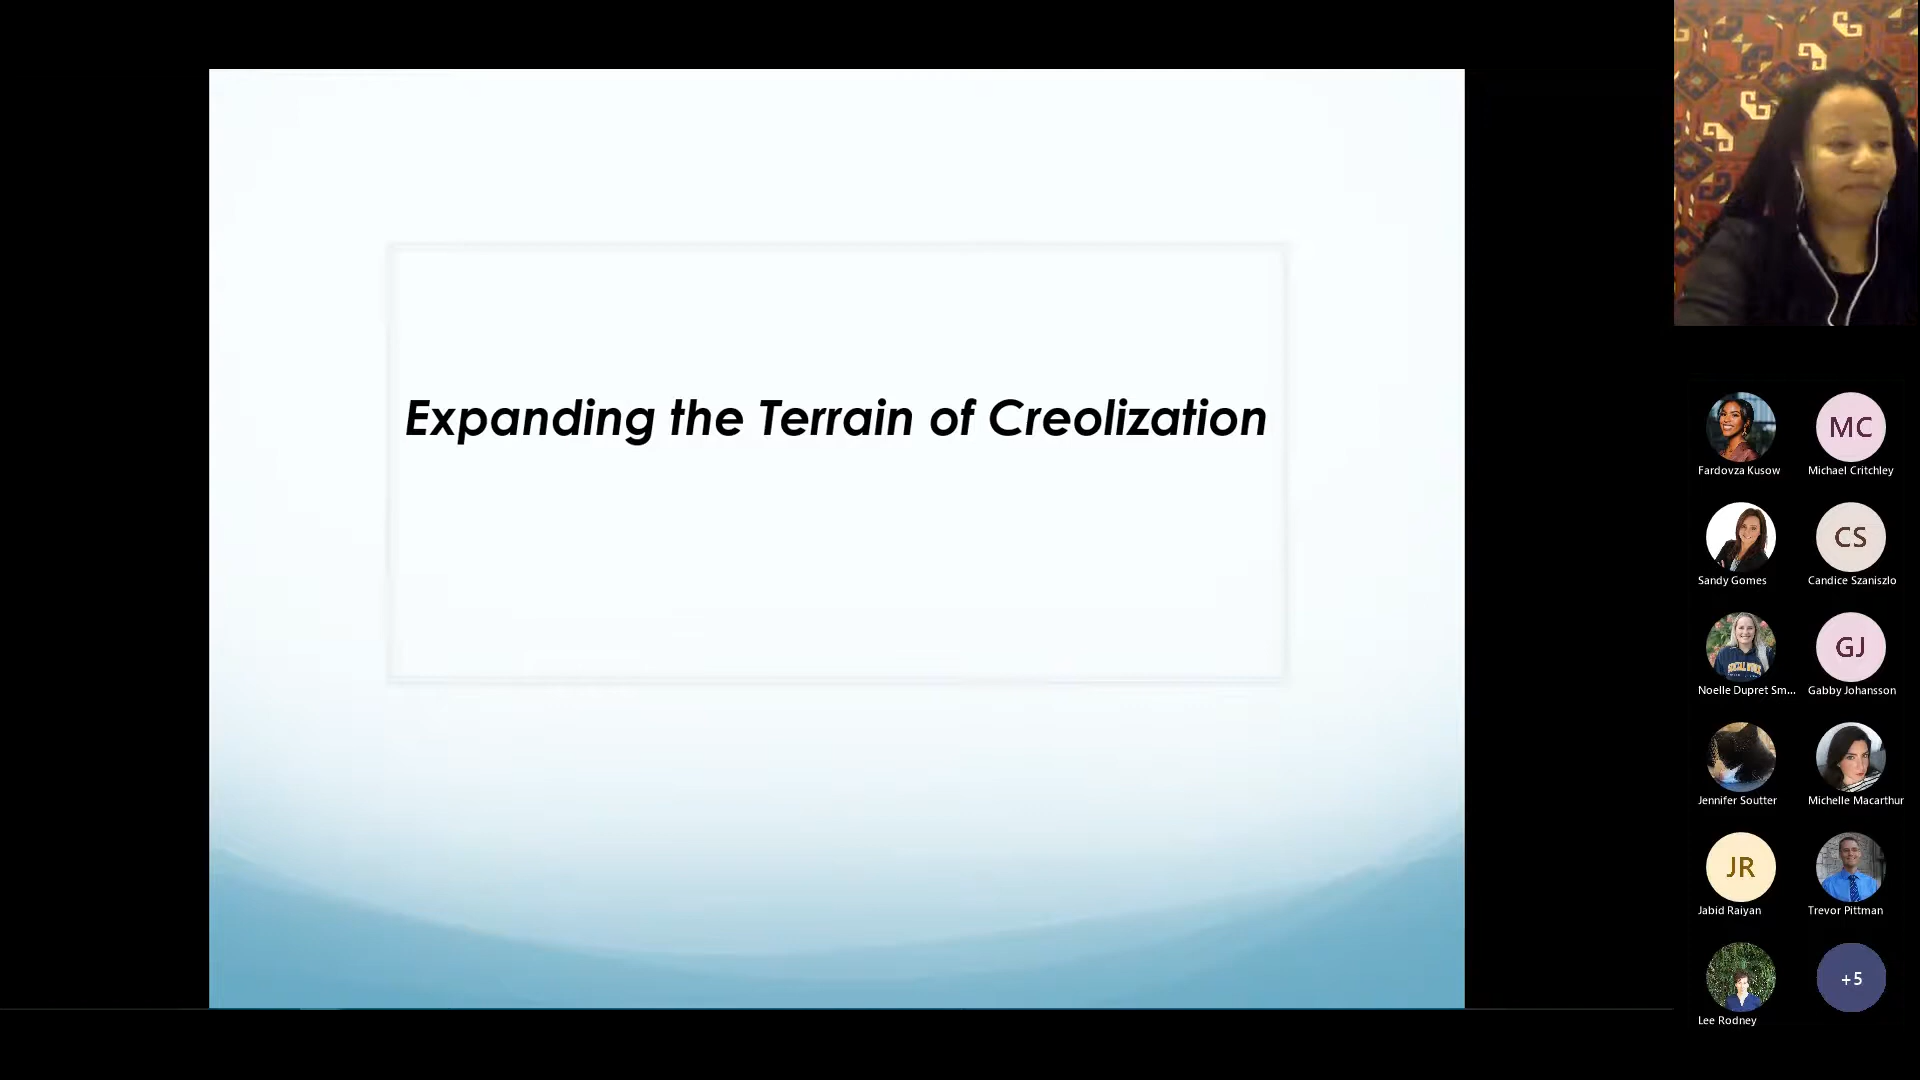 Expanding the Terrain of Creolization
MC
Fardovza Kusow
Michael Critchley
CS
Sandy Gomes
Candice Szaniszlo
GJ
Noelle Dupret Sm...
Gabby Johansson
Jennifer Soutter
Michelle Macarthur
JR
Jabid Raiyan
Trevor Pittman
+5
Lee Rodney